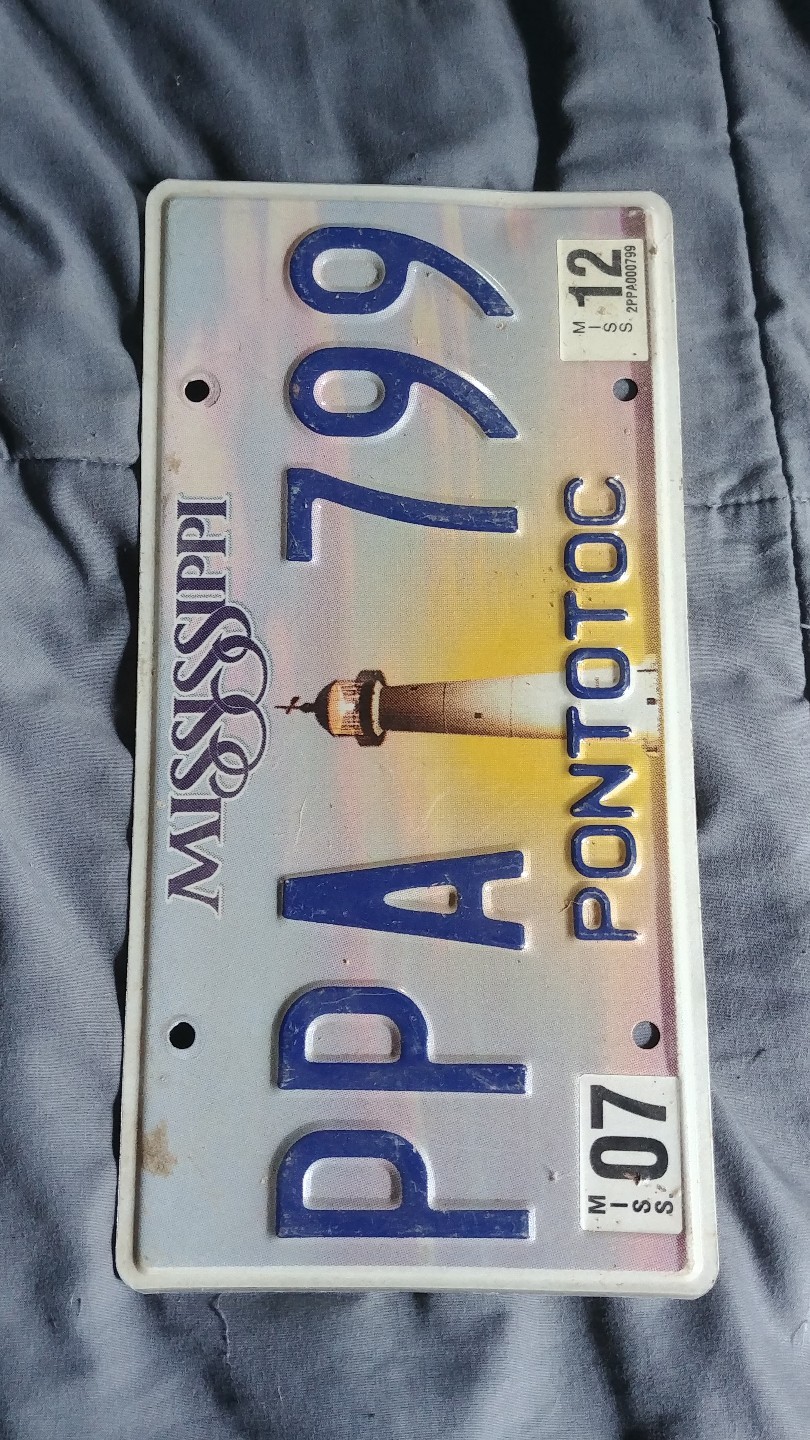 MISSISSIPPI
PPA 799
MISS.
07
PONTOTOC
MISS.
12
2PPA000799